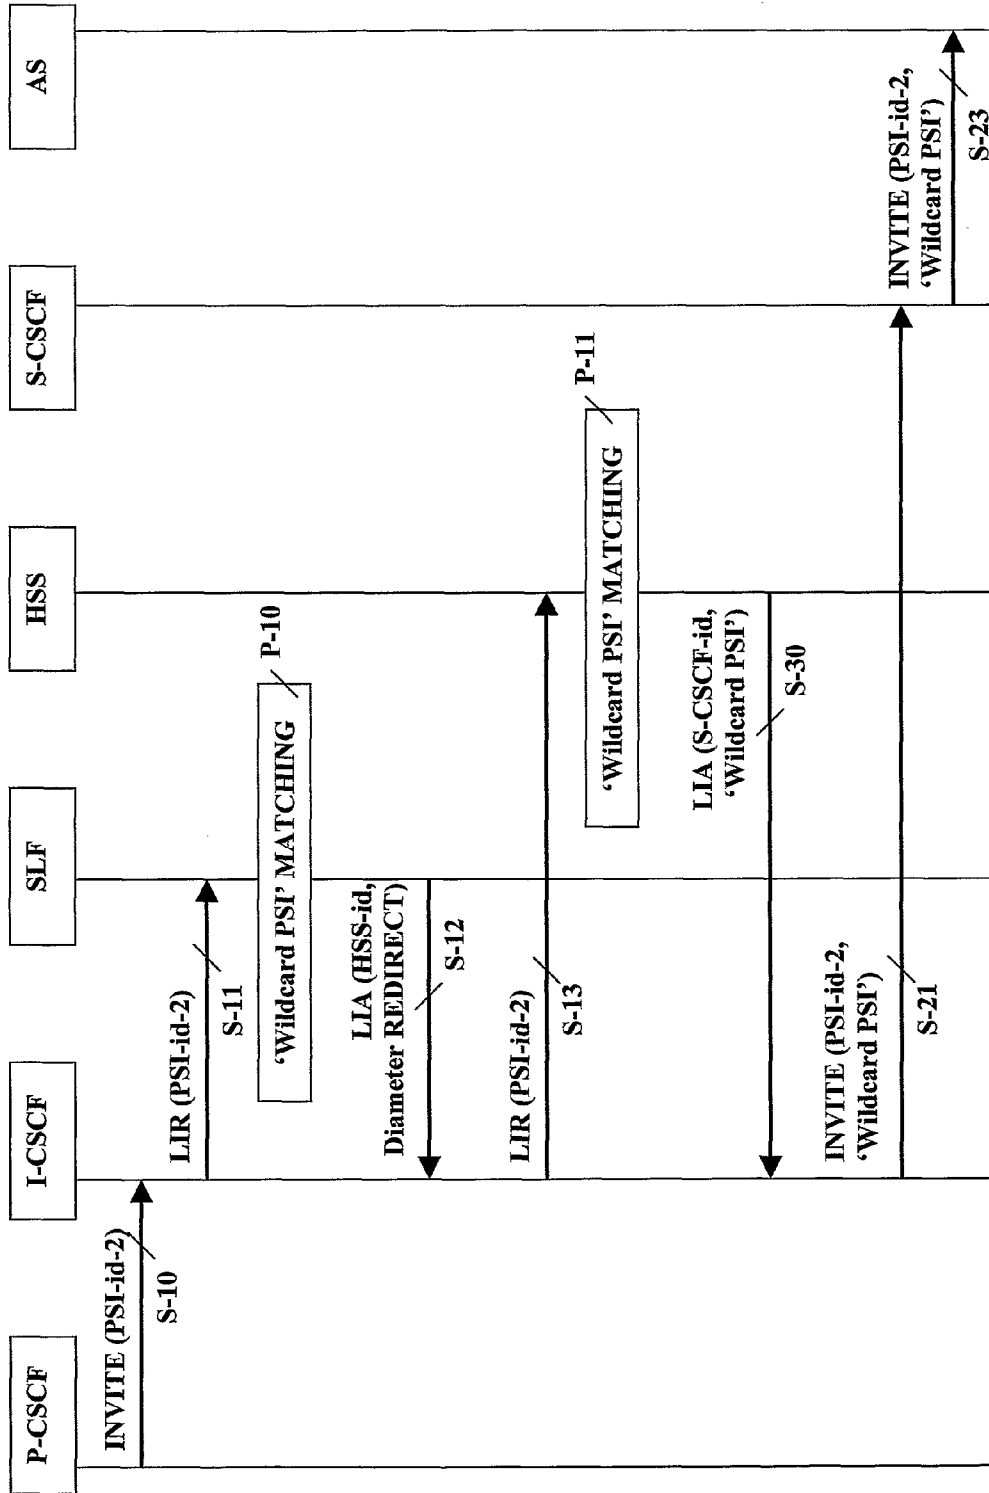 P-CSCF
I-CSCF
SLF
HSS
S-CSCF
AS
INVITE (PSI-id-2)
S-10
LIR (PSI-id-2)
S-11
‘Wildcard PSI’ MATCHING
P-10
LIA (HSS-id,
Diameter REDIRECT)
S-12
LIR (PSI-id-2)
S-13
‘Wildcard PSI’ MATCHING
P-11
LIA (S-CSCF-id,
‘Wildcard PSI’)
S-30
INVITE (PSI-id-2,
‘Wildcard PSI’)
S-21
INVITE (PSI-id-2,
‘Wildcard PSI’)
S-23